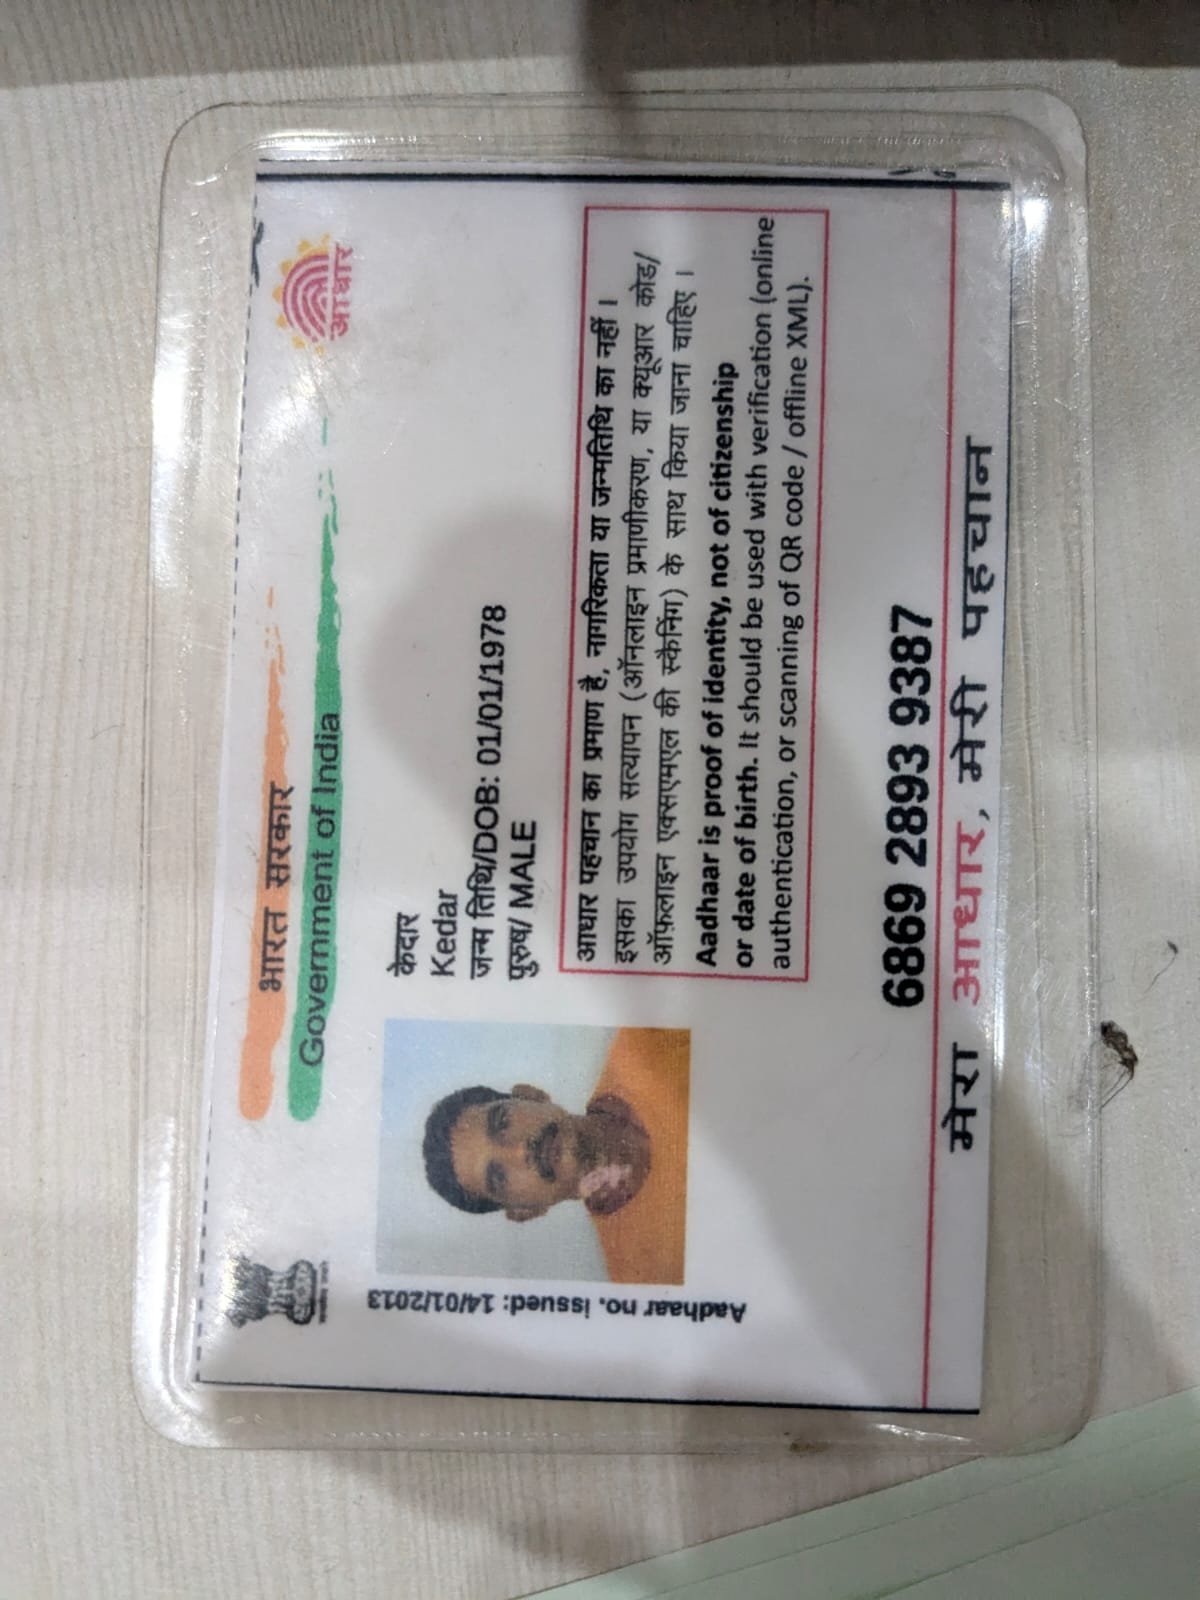 भारत सरकार
Government of India
आधार
Aadhaar no. issued: 14/01/2013
केदार
Kedar
जन्म तिथि/DOB: 01/01/1978
पुरुष/ MALE
आधार पहचान का प्रमाण है, नागरिकता या जन्मतिथि का नहीं ।
इसका उपयोग सत्यापन (ऑनलाइन प्रमाणीकरण, या क्यूआर कोड/
ऑफ़लाइन एक्सएमएल की स्कैनिंग) के साथ किया जाना चाहिए ।
Aadhaar is proof of identity, not of citizenship
or date of birth. It should be used with verification (online
authentication, or scanning of QR code / offline XML).
6869 2893 9387
मेरा आधार, मेरी पहचान